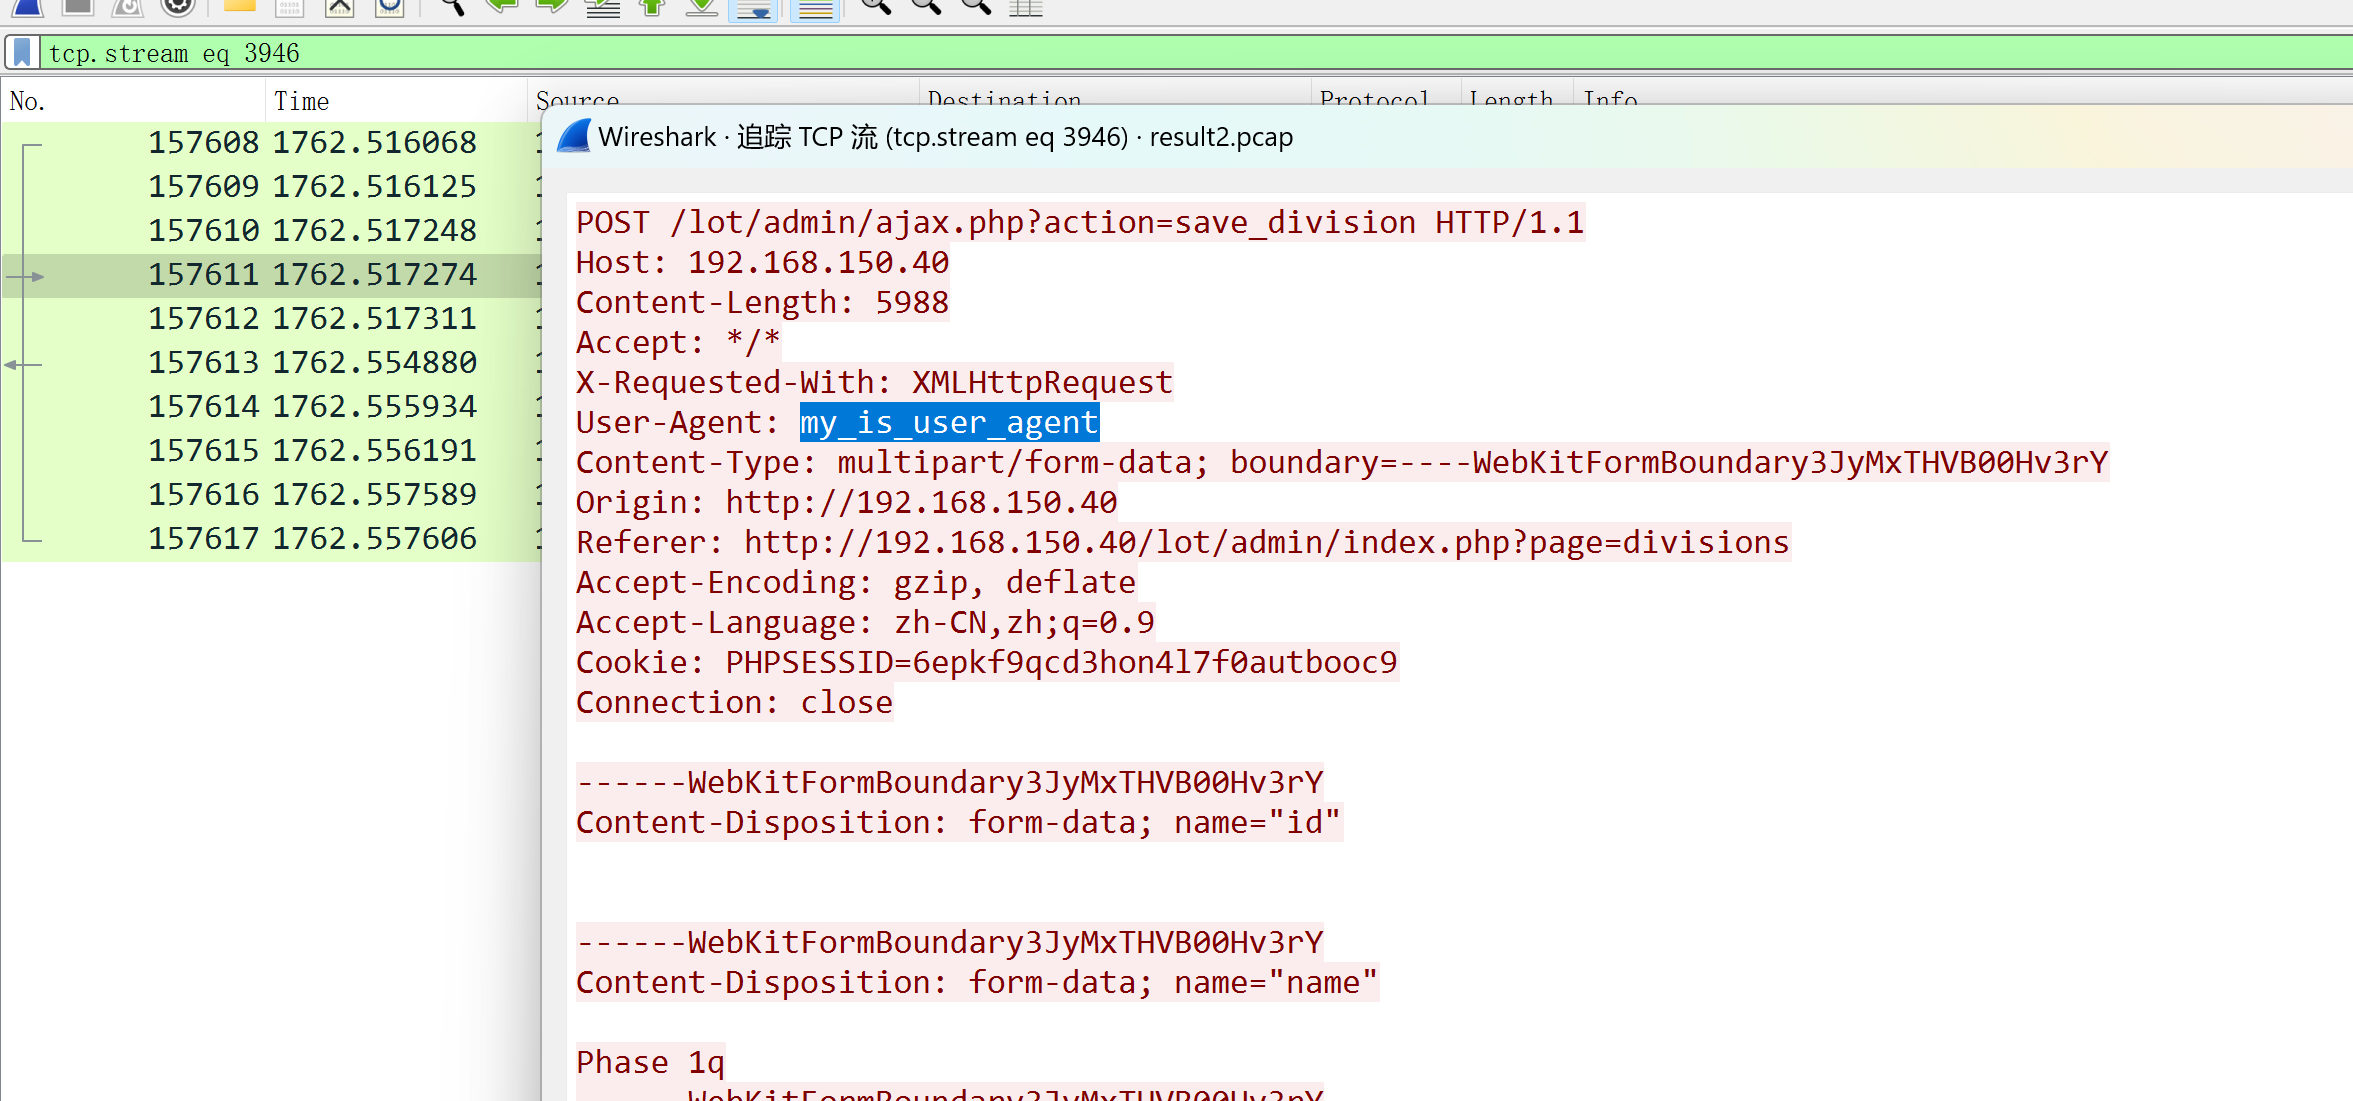 tcp.stream eq 3946
No. Time Source Destination Protocol Length Info
Wireshark · 追踪 TCP 流 (tcp.stream eq 3946) · result2.pcap
157608 1762.516068
157609 1762.516125
157610 1762.517248
157611 1762.517274
157612 1762.517311
157613 1762.554880
157614 1762.555934
157615 1762.556191
157616 1762.557589
157617 1762.557606
POST /lot/admin/ajax.php?action=save_division HTTP/1.1
Host: 192.168.150.40
Content-Length: 5988
Accept: */*
X-Requested-With: XMLHttpRequest
User-Agent: my_is_user_agent
Content-Type: multipart/form-data; boundary=----WebKitFormBoundary3JyMxTHVB00Hv3rY
Origin: http://192.168.150.40
Referer: http://192.168.150.40/lot/admin/index.php?page=divisions
Accept-Encoding: gzip, deflate
Accept-Language: zh-CN,zh;q=0.9
Cookie: PHPSESSID=6epkf9qcd3hon4l7f0autbooc9
Connection: close
------WebKitFormBoundary3JyMxTHVB00Hv3rY
Content-Disposition: form-data; name="id"
------WebKitFormBoundary3JyMxTHVB00Hv3rY
Content-Disposition: form-data; name="name"
Phase 1q
------WebKitFormBoundary3JyMxTHVB00Hv3rY